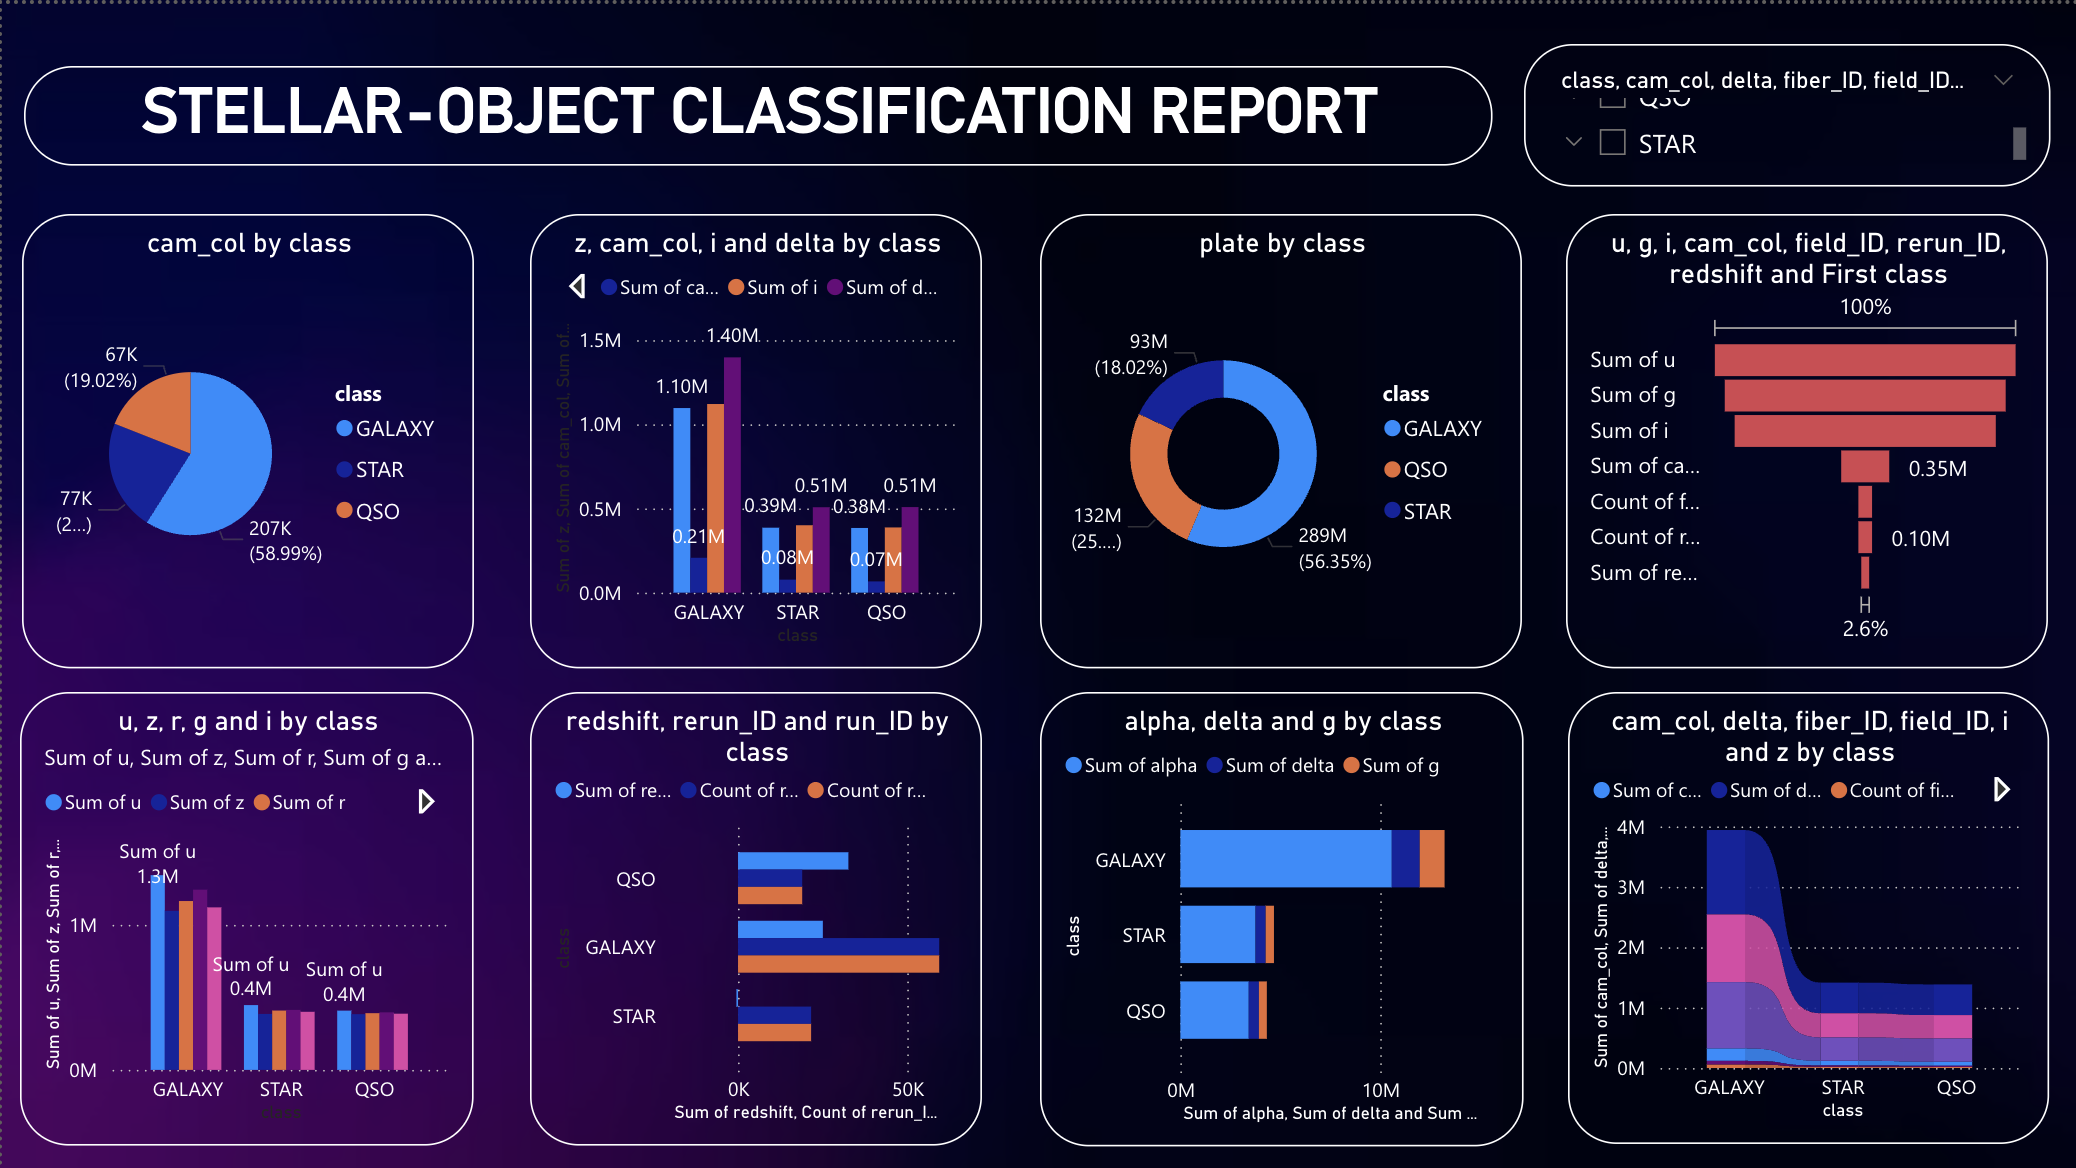 STELLAR-OBJECT CLASSIFICATION REPORT
class, cam_col, delta, fiber_ID, field_ID...
QSO
STAR
cam_col by class
67K
(19.02%)
77K
(2...)
207K
(58.99%)
class
GALAXY
STAR
QSO
z, cam_col, i and delta by class
Sum of ca... Sum of i Sum of d...
Sum of z, Sum of cam_col, Sum of...
1.5M
1.0M
0.5M
0.0M
1.40M
1.10M
0.21M
0.39M
0.51M
0.08M
0.38M
0.51M
0.07M
GALAXY STAR QSO
class
plate by class
93M
(18.02%)
132M
(25....)
289M
(56.35%)
class
GALAXY
QSO
STAR
u, g, i, cam_col, field_ID, rerun_ID,
redshift and First class
100%
Sum of u
Sum of g
Sum of i
Sum of ca... 0.35M
Count of f...
Count of r... 0.10M
Sum of re...
2.6%
u, z, r, g and i by class
Sum of u, Sum of z, Sum of r, Sum of g a...
Sum of u Sum of z Sum of r
Sum of u, Sum of z, Sum of r,...
1M
0M
Sum of u
1.3M
Sum of u
0.4M
Sum of u
0.4M
GALAXY STAR QSO
class
redshift, rerun_ID and run_ID by
class
Sum of re... Count of r... Count of r...
class
QSO
GALAXY
STAR
0K 50K
Sum of redshift, Count of rerun_I...
alpha, delta and g by class
Sum of alpha Sum of delta Sum of g
class
GALAXY
STAR
QSO
0M 10M
Sum of alpha, Sum of delta and Sum ...
cam_col, delta, fiber_ID, field_ID, i
and z by class
Sum of c... Sum of d... Count of fi...
Sum of cam_col, Sum of delta,...
4M
3M
2M
1M
0M
GALAXY STAR QSO
class